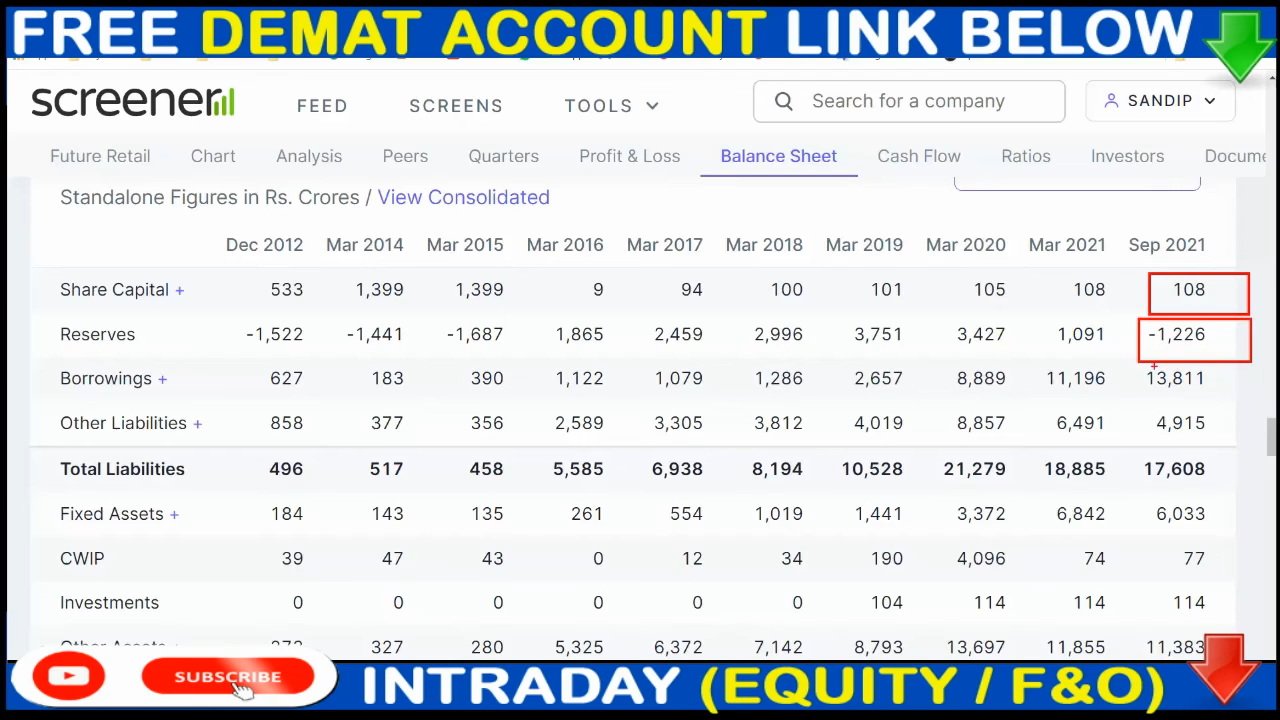 FREE DEMAT ACCOUNT LINK BELOW
screener FEED SCREENS TOOLS Search for a company SANDIP
Future Retail Chart Analysis Peers Quarters Profit & Loss Balance Sheet Cash Flow Ratios Investors Docume
Standalone Figures in Rs. Crores / View Consolidated
Dec 2012 Mar 2014 Mar 2015 Mar 2016 Mar 2017 Mar 2018 Mar 2019 Mar 2020 Mar 2021 Sep 2021
Share Capital + 533 1,399 1,399 9 94 100 101 105 108 108
Reserves -1,522 -1,441 -1,687 1,865 2,459 2,996 3,751 3,427 1,091 -1,226
Borrowings + 627 183 390 1,122 1,079 1,286 2,657 8,889 11,196 13,811
Other Liabilities + 858 377 356 2,589 3,305 3,812 4,019 8,857 6,491 4,915
Total Liabilities 496 517 458 5,585 6,938 8,194 10,528 21,279 18,885 17,608
Fixed Assets + 184 143 135 261 554 1,019 1,441 3,372 6,842 6,033
CWIP 39 47 43 0 12 34 190 4,096 74 77
Investments 0 0 0 0 0 0 104 114 114 114
Other Assets 273 327 280 5,325 6,372 7,142 8,793 13,697 11,855 11,383
SUBSCRIBE
INTRADAY (EQUITY / F&O)